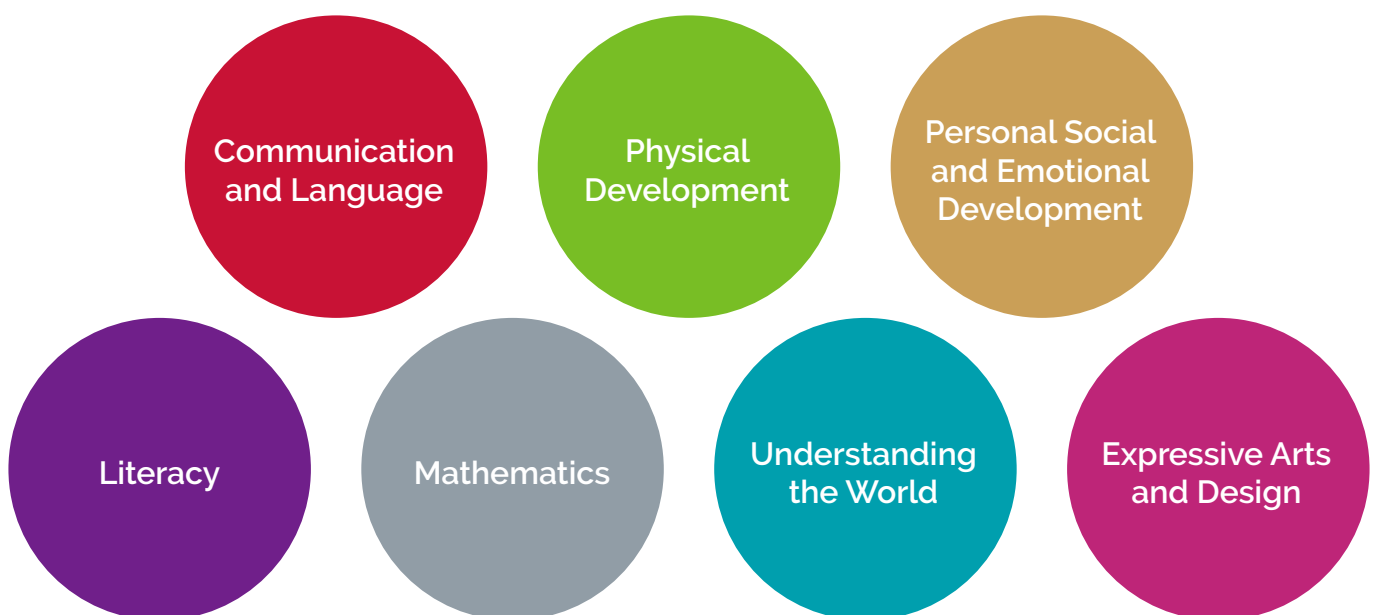 Communication
and Language
Physical
Development
Personal Social
and Emotional
Development
Literacy
Mathematics
Understanding
the World
Expressive Arts
and Design